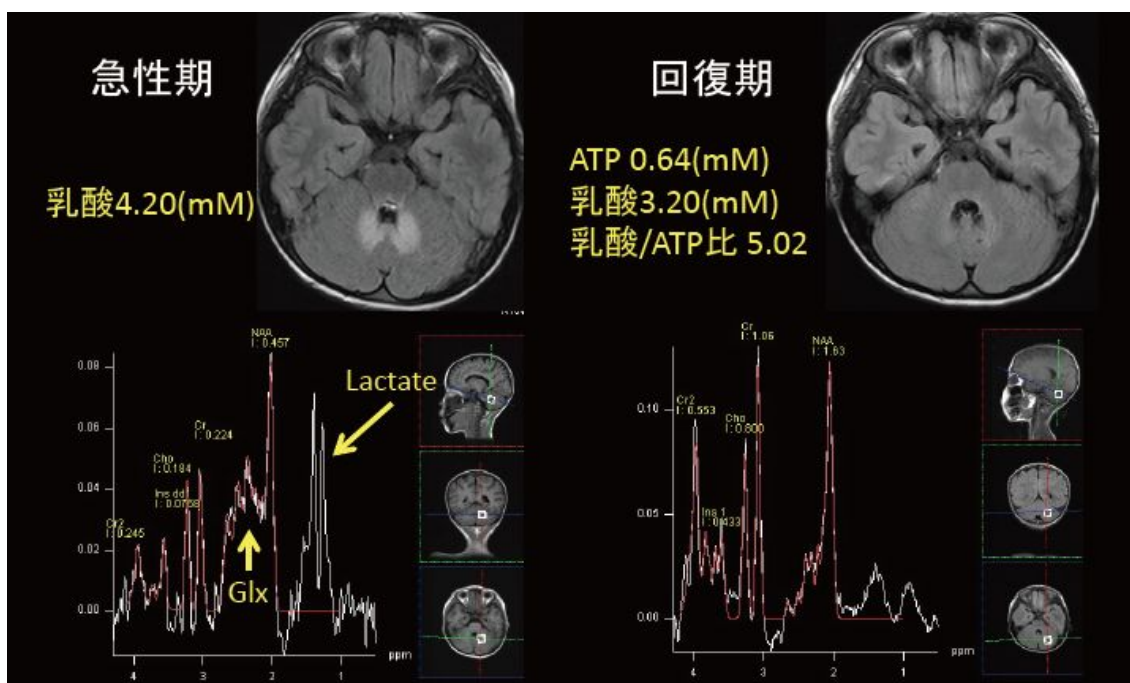 急性期
乳酸4.20(mM)
回復期
ATP 0.64(mM)
乳酸3.20(mM)
乳酸/ATP比 5.02
NAA
I: 0.457
Lactate
Cr
I: 0.224
Cho
I: 0.184
Ins dd
I: 0.0758
Cr2
I: 0.245
Glx
0.08
0.06
0.04
0.02
0.00
4
3
2
1
ppm
Cr
I: 1.06
NAA
I: 1.63
Cr2
I: 0.553
Cho
I: 0.800
Ins 1
I: 0.433
0.10
0.05
0.00
4
3
2
1
ppm